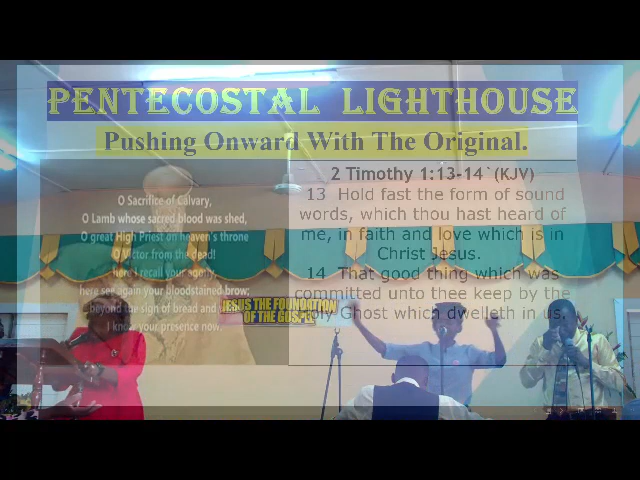 PENTECOSTAL LIGHTHOUSE
Pushing Onward With The Original.
2 Timothy 1:13-14`(KJV)
13 Hold fast the form of sound
words, which thou hast heard of
me, in faith and love which is in
Christ Jesus.
14 That good thing which was
committed unto thee keep by the
Holy Ghost which dwelleth in us.
O Sacrifice of Calvary,
O Lamb whose sacred blood was shed,
O great High Priest on heaven's throne
O Victor from the dead!
here I recall your agony,
here see again your bloodstained brow;
beyond the sign of bread and
I know your presence now.
JESUS THE FOUNDATION
OF THE GOSPEL